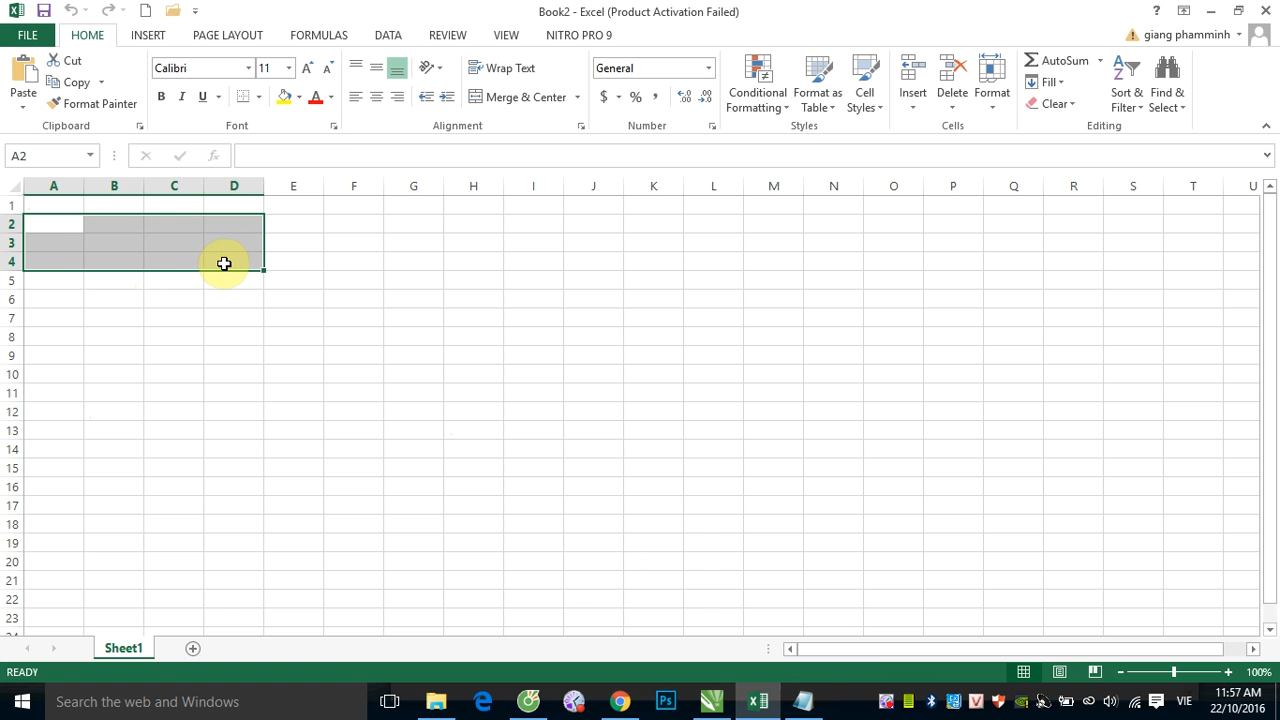 Book2 - Excel (Product Activation Failed)
FILE HOME INSERT PAGE LAYOUT FORMULAS DATA REVIEW VIEW NITRO PRO 9 giang phamminh
Paste
Cut
Copy
Format Painter
Clipboard
Calibri 11
B I U
Font
Wrap Text
Merge & Center
Alignment
General
$ % ,
Number
Conditional Formatting
Format as Table
Cell Styles
Styles
Insert Delete Format
Cells
AutoSum
Fill
Clear
Sort & Filter
Find & Select
Editing
A2
A B C D E F G H I J K L M N O P Q R S T U
1
2
3
4
5
6
7
8
9
10
11
12
13
14
15
16
17
18
19
20
21
22
23
24
Sheet1
READY 100%
Search the web and Windows
VIE
11:57 AM
22/10/2016